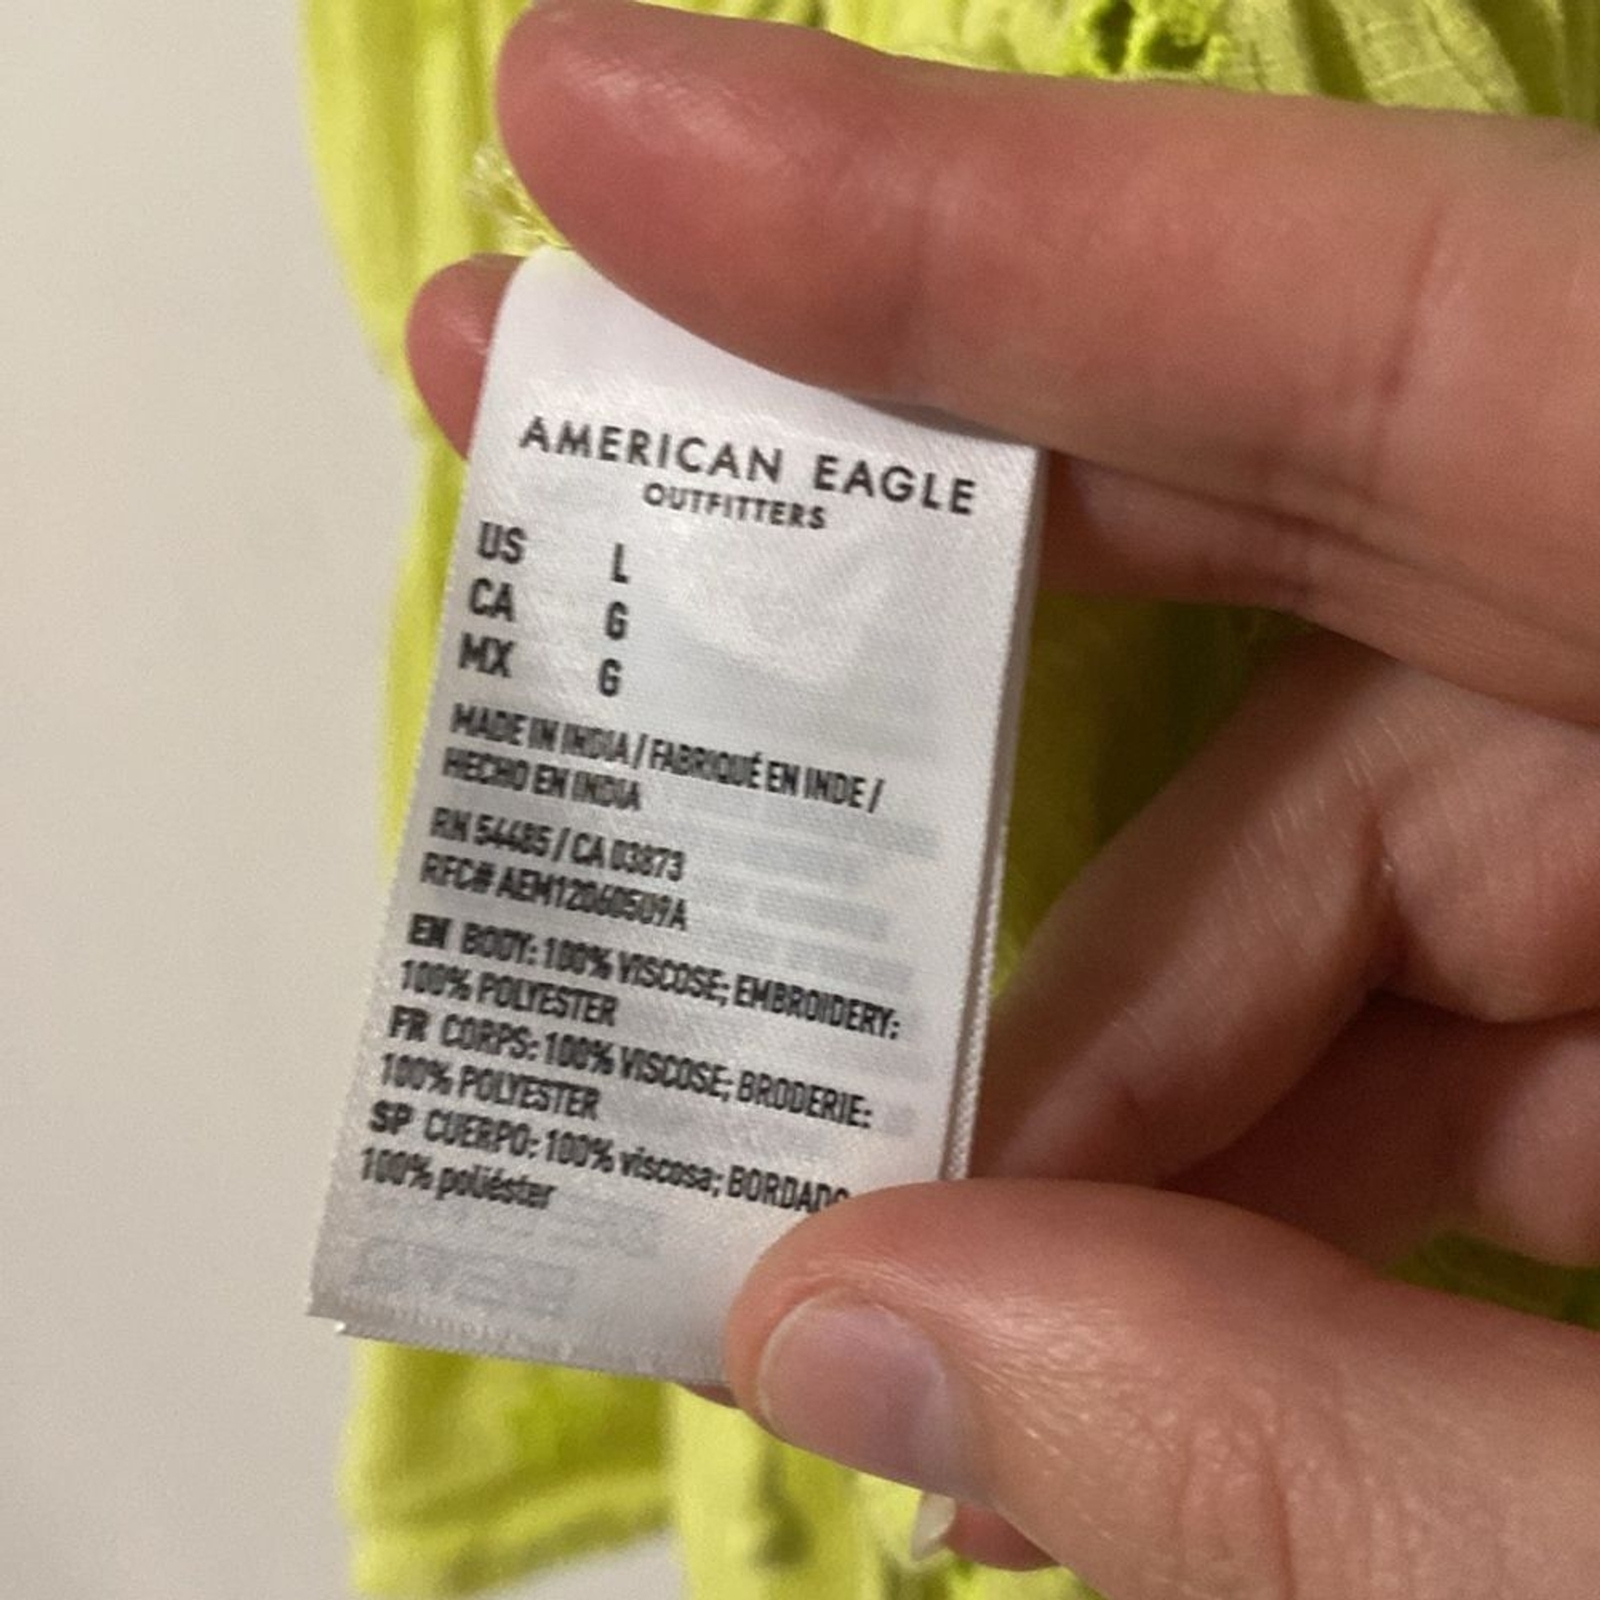 AMERICAN EAGLE
OUTFITTERS
US L
CA G
MX G
MADE IN INDIA / FABRIQUÉ EN INDE /
HECHO EN INDIA
RN 54485 / CA 03873
RFC# AEM120605U9A
EN BODY: 100% VISCOSE; EMBROIDERY:
100% POLYESTER
FR CORPS: 100% VISCOSE; BRODERIE:
100% POLYESTER
SP CUERPO: 100% viscosa; BORDADO
100% poliéster